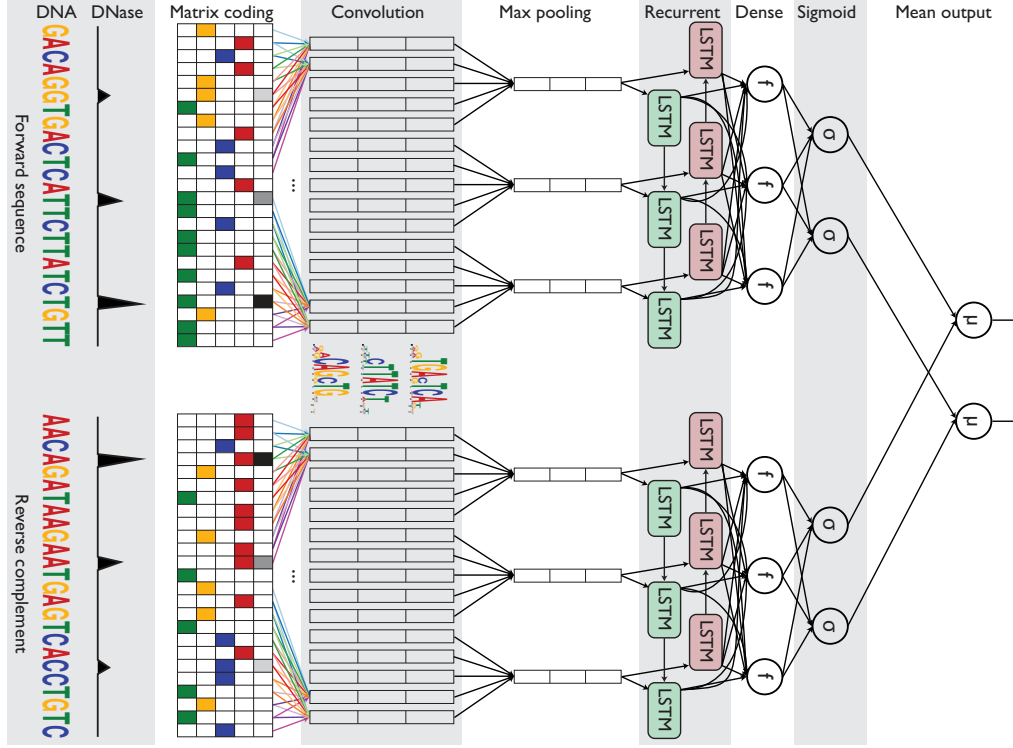 DNA DNase Matrix coding Convolution Max pooling Recurrent Dense Sigmoid Mean output
GACAGGTGACTCATTCTTATCTGTT
Forward sequence
...
LSTM
LSTM
LSTM
LSTM
LSTM
LSTM
f
f
f
σ
σ
μ
μ
AACAGATAAGAATGAGTCACCTGTC
Reverse complement
...
LSTM
LSTM
LSTM
LSTM
LSTM
LSTM
f
f
f
σ
σ